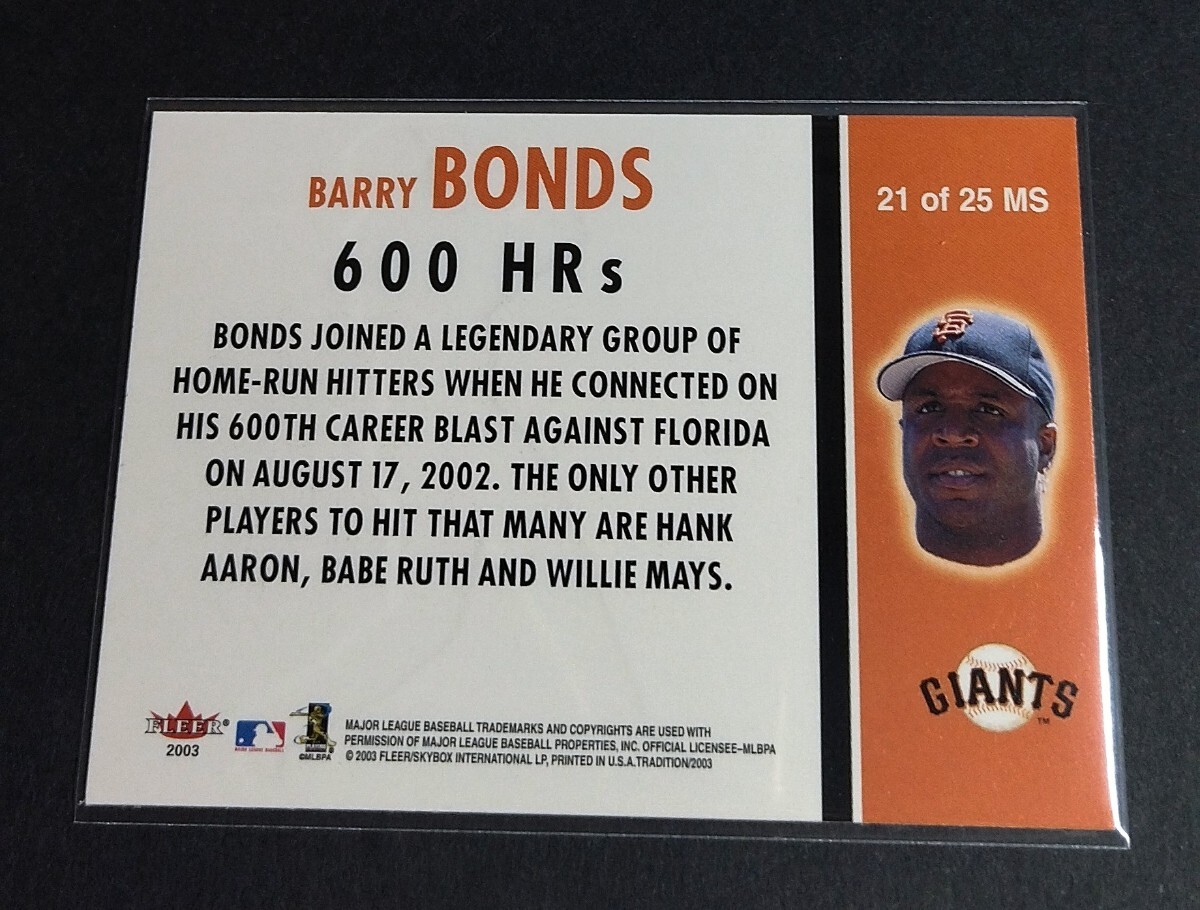 BARRY BONDS
600 HRs
BONDS JOINED A LEGENDARY GROUP OF
HOME-RUN HITTERS WHEN HE CONNECTED ON
HIS 600TH CAREER BLAST AGAINST FLORIDA
ON AUGUST 17, 2002. THE ONLY OTHER
PLAYERS TO HIT THAT MANY ARE HANK
AARON, BABE RUTH AND WILLIE MAYS.
21 of 25 MS
SF
GIANTS™
FLEER®
2003
©MLBPA
MAJOR LEAGUE BASEBALL TRADEMARKS AND COPYRIGHTS ARE USED WITH
PERMISSION OF MAJOR LEAGUE BASEBALL PROPERTIES, INC. OFFICIAL LICENSEE–MLBPA
© 2003 FLEER/SKYBOX INTERNATIONAL LP, PRINTED IN U.S.A.TRADITION/2003